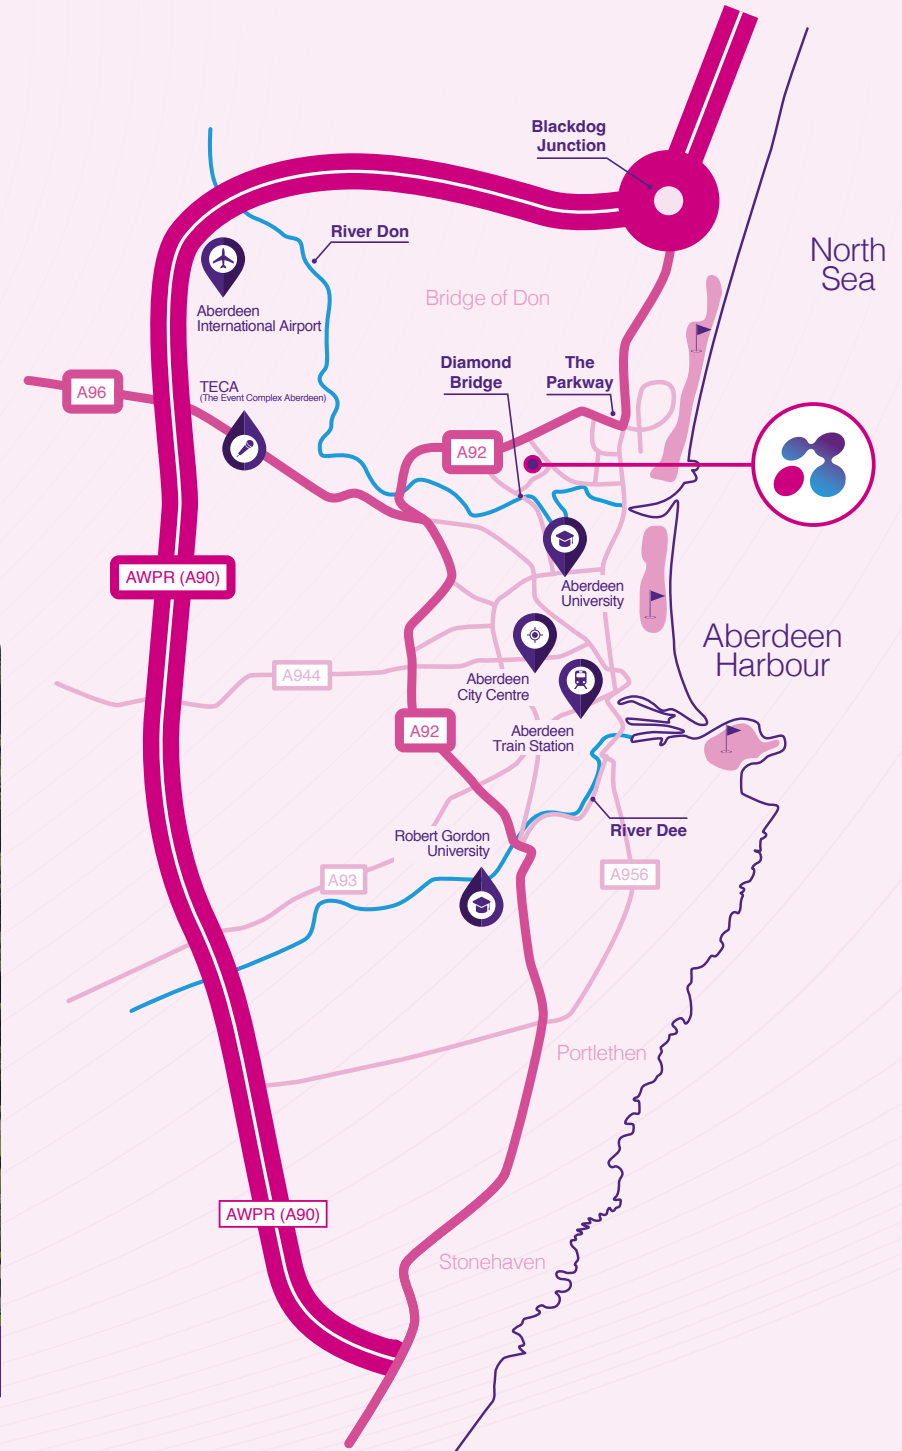 Blackdog
Junction
River Don
North
Sea
Aberdeen
International Airport
Bridge of Don
Diamond
Bridge
The
Parkway
A96
TECA
(The Event Complex Aberdeen)
A92
AWPR (A90)
Aberdeen
University
Aberdeen
Harbour
A944
Aberdeen
City Centre
A92
Aberdeen
Train Station
River Dee
Robert Gordon
University
A93
A956
Portlethen
AWPR (A90)
Stonehaven